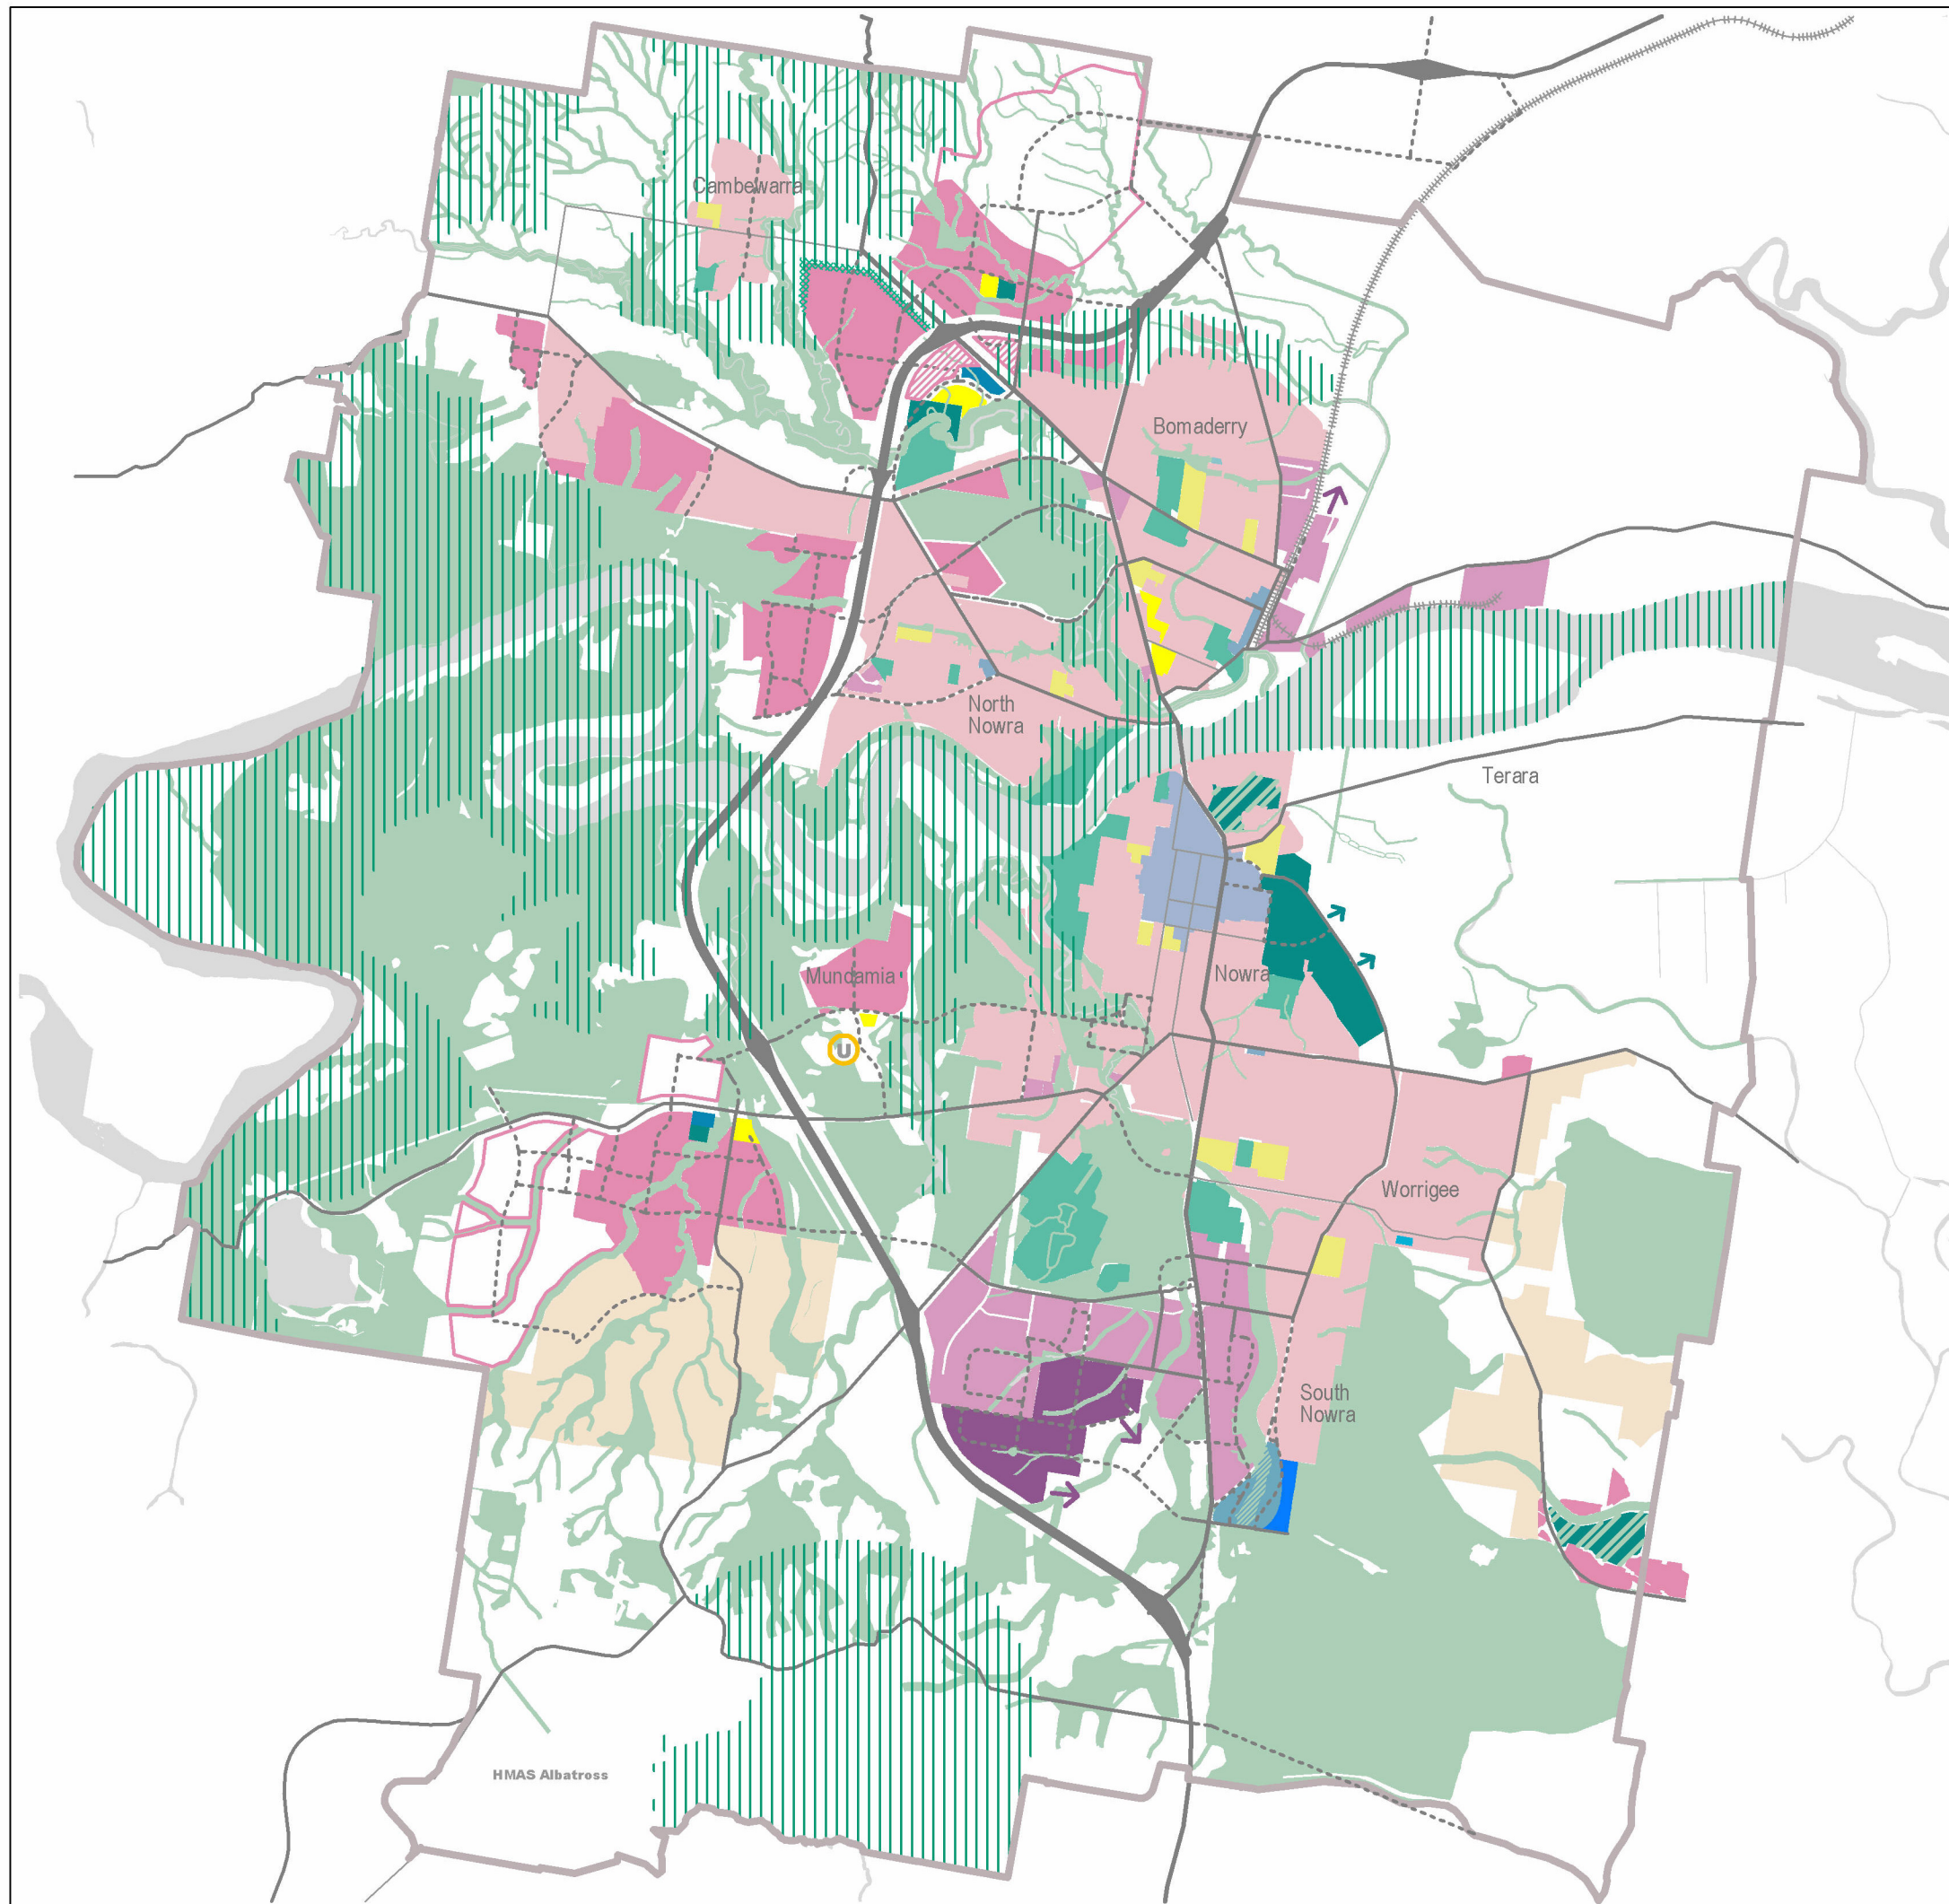 Cambewarra
Bomaderry
North
Nowra
Terara
Mundamia
Nowra
U
Worrigee
South
Nowra
HMAS Albatross